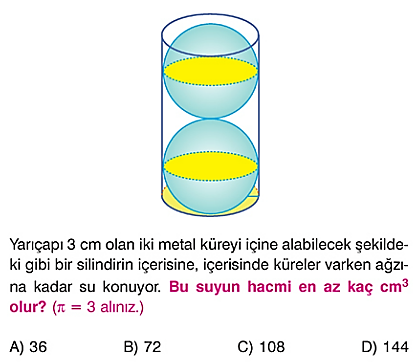 Yarıçapı 3 cm olan iki metal küreyi içine alabilecek şekilde-
ki gibi bir silindirin içerisine, içerisinde küreler varken ağzı-
na kadar su konuyor. Bu suyun hacmi en az kaç cm³
olur? (π = 3 alınız.)
A) 36 B) 72 C) 108 D) 144